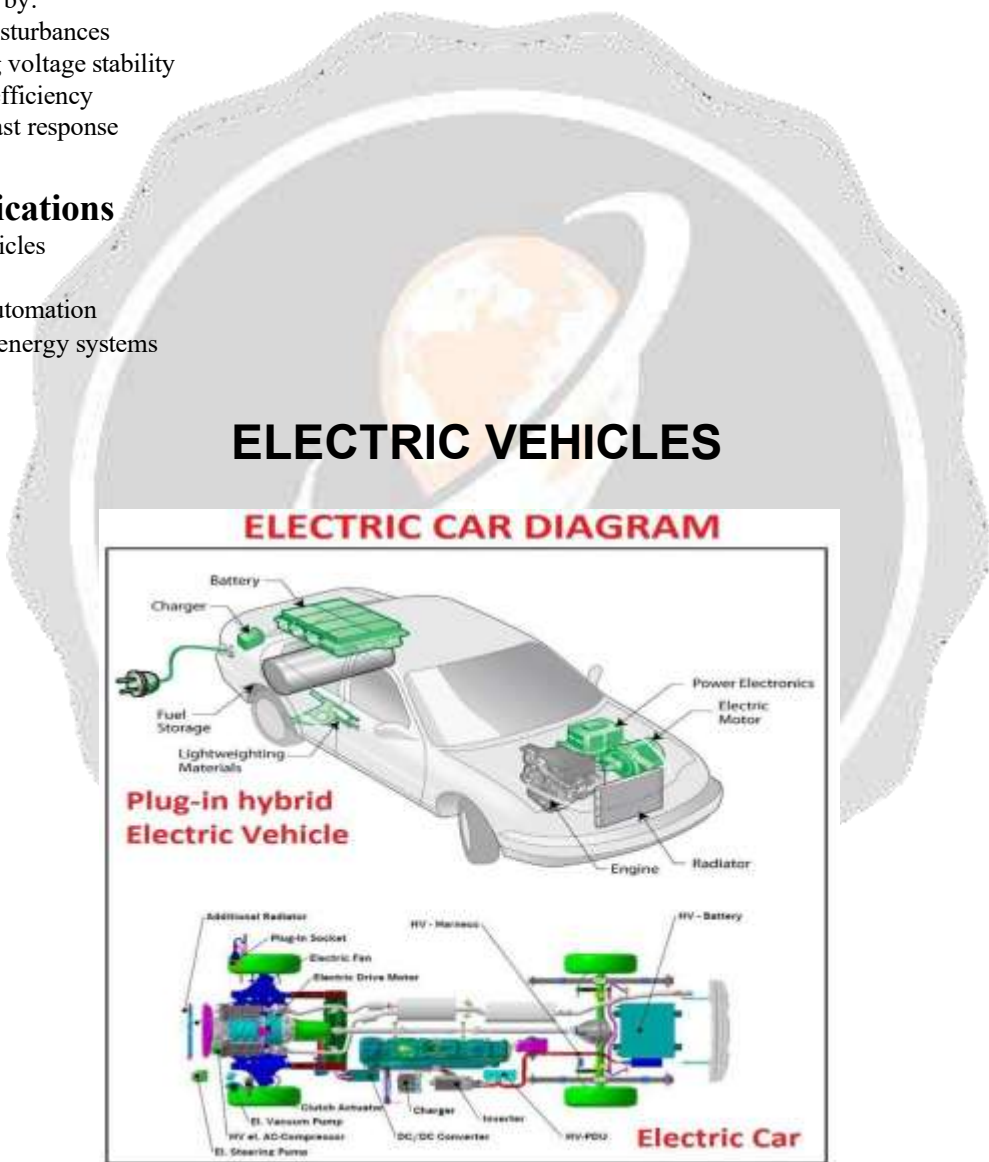 by:
sturbances
voltage stability
fficiency
ast response
ications
icles
utomation
energy systems
ELECTRIC VEHICLES
ELECTRIC CAR DIAGRAM
Battery
Charger
Power Electronics
Electric
Motor
Fuel
Storage
Lightweighting
Materials
Plug-in hybrid
Electric Vehicle
Engine
Radiator
Additional Radiator
HV - Harness
HV - Battery
Plug-In Socket
Electric Fan
Electric Drive Motor
Clutch Actuator
Charger
Inverter
El. Vacuum Pump
HV el. AC-Compressor
DC/DC Converter
HV-PDU
Electric Car
El. Steering Pump